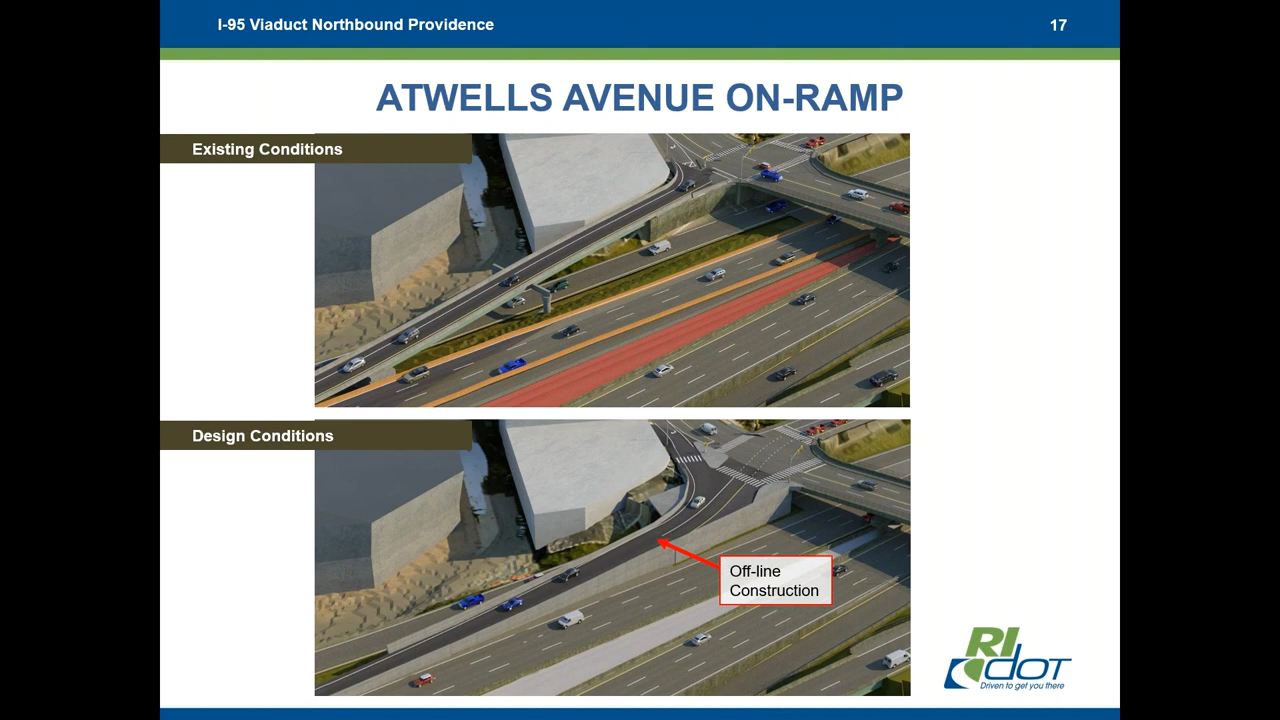 I-95 Viaduct Northbound Providence
17
ATWELLS AVENUE ON-RAMP
Existing Conditions
Design Conditions
Off-line
Construction
RI
DOT
Driven to get you there